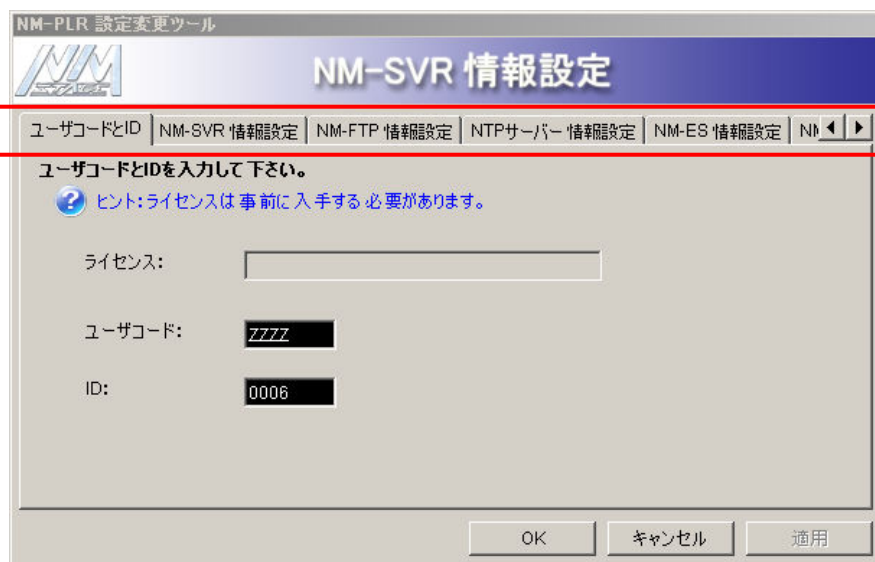 NM-PLR 設定変更ツール
NM
NM-SVR 情報設定
ユーザコードとID NM-SVR 情報設定 NM-FTP 情報設定 NTPサーバー 情報設定 NM-ES 情報設定
ユーザコードとIDを入力して下さい。
ヒント:ライセンスは事前に入手する必要があります。
ライセンス:
ユーザコード: ZZZZ
ID: 0006
OK キャンセル 適用